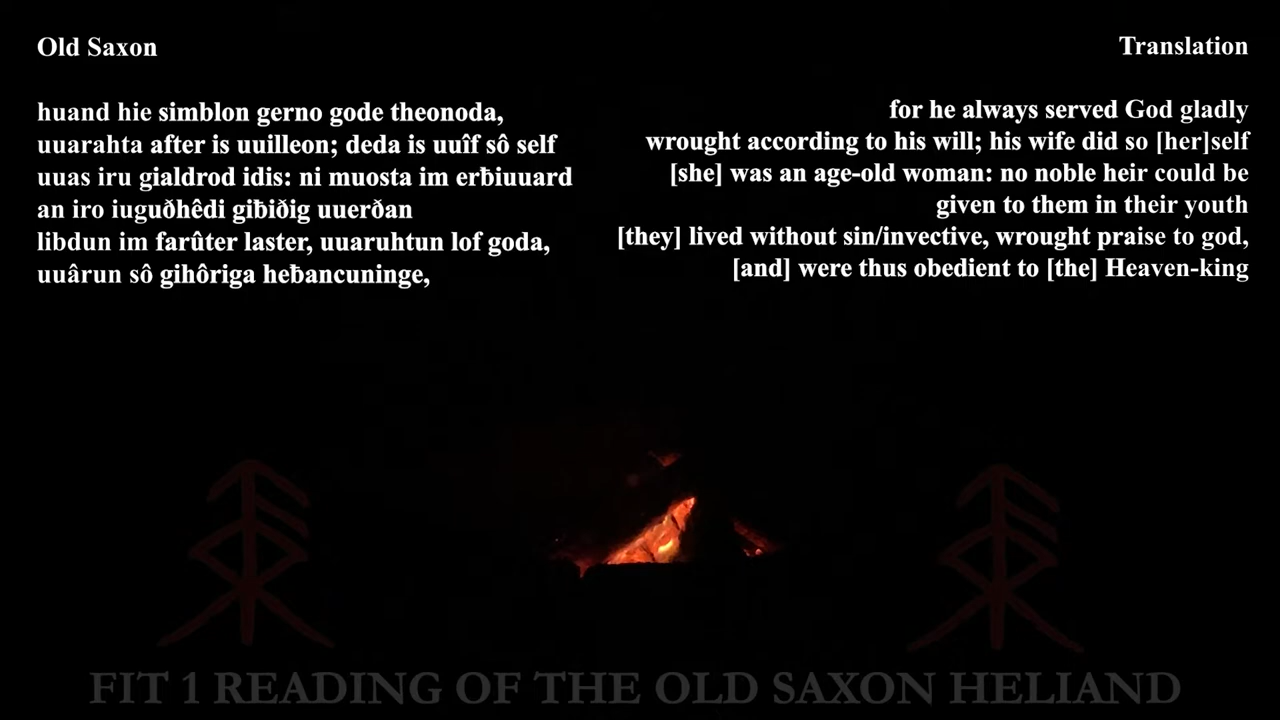 Old Saxon
huand hie simblon gerno gode theonoda,
uuarahta after is uuilleon; deda is uuîf sô self
uuas iru gialdrod idis: ni muosta im erƀiuuard
an iro iuguðhêdi giƀiðig uuerðan
libdun im farûter laster, uuaruhtun lof goda,
uuârun sô gihôriga heƀancuninge,
Translation
for he always served God gladly
wrought according to his will; his wife did so [her]self
[she] was an age-old woman: no noble heir could be
given to them in their youth
[they] lived without sin/invective, wrought praise to god,
[and] were thus obedient to [the] Heaven-king
FIT 1 READING OF THE OLD SAXON HELIAND